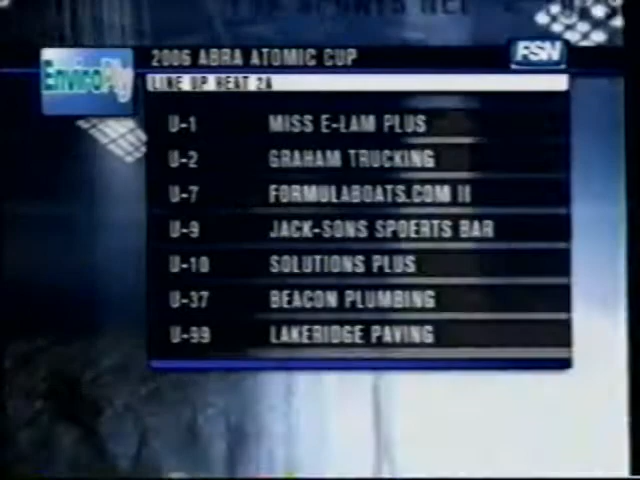 2006 ABRA ATOMIC CUP
FSN
EnviroPly
LINE UP HEAT 2A
U-1 MISS E-LAM PLUS
U-2 GRAHAM TRUCKING
U-7 FORMULABOATS.COM II
U-9 JACK-SONS SPOERTS BAR
U-10 SOLUTIONS PLUS
U-37 BEACON PLUMBING
U-99 LAKERIDGE PAVING